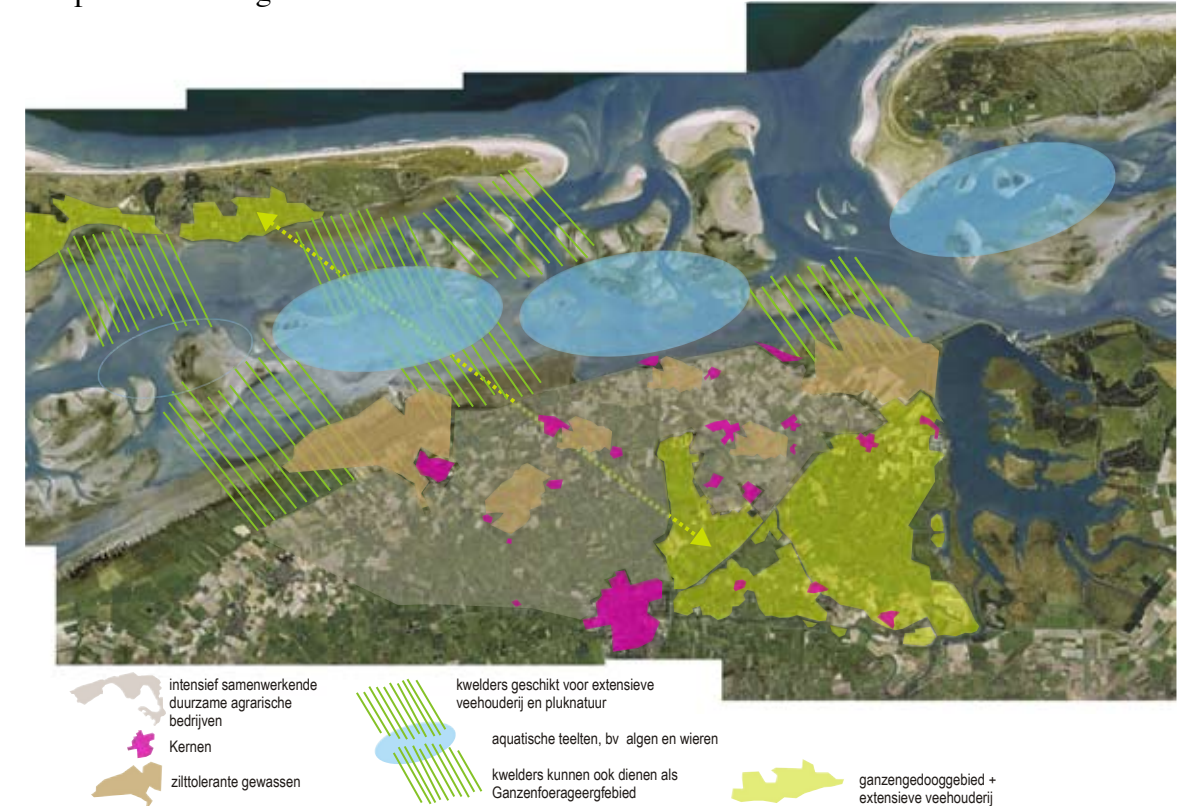 intensief samenwerkende
duurzame agrarische
bedrijven
Kernen
zilttolerante gewassen
kwelders geschikt voor extensieve
veehouderij en pluknatuur
aquatische teelten, bv algen en wieren
kwelders kunnen ook dienen als
Ganzenfoerageergfebied
ganzengedooggebied +
extensieve veehouderij